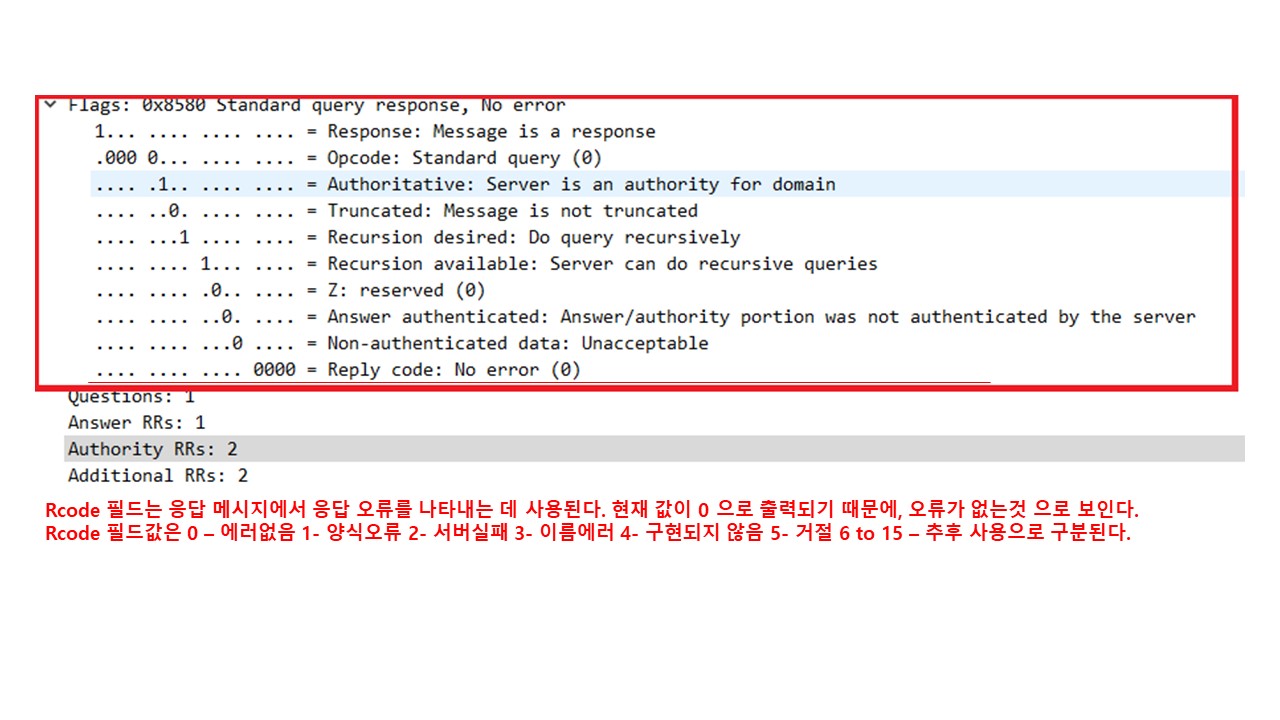 Flags: 0x8580 Standard query response, No error
1... .... .... .... = Response: Message is a response
.000 0... .... .... = Opcode: Standard query (0)
.... .1.. .... .... = Authoritative: Server is an authority for domain
.... ..0. .... .... = Truncated: Message is not truncated
.... ...1 .... .... = Recursion desired: Do query recursively
.... .... 1... .... = Recursion available: Server can do recursive queries
.... .... .0.. .... = Z: reserved (0)
.... .... ..0. .... = Answer authenticated: Answer/authority portion was not authenticated by the server
.... .... ...0 .... = Non-authenticated data: Unacceptable
.... .... .... 0000 = Reply code: No error (0)
Questions: 1
Answer RRs: 1
Authority RRs: 2
Additional RRs: 2
Rcode 필드는 응답 메시지에서 응답 오류를 나타내는 데 사용된다. 현재 값이 0 으로 출력되기 때문에, 오류가 없는것 으로 보인다.
Rcode 필드값은 0 – 에러없음 1- 양식오류 2- 서버실패 3- 이름에러 4- 구현되지 않음 5- 거절 6 to 15 – 추후 사용으로 구분된다.